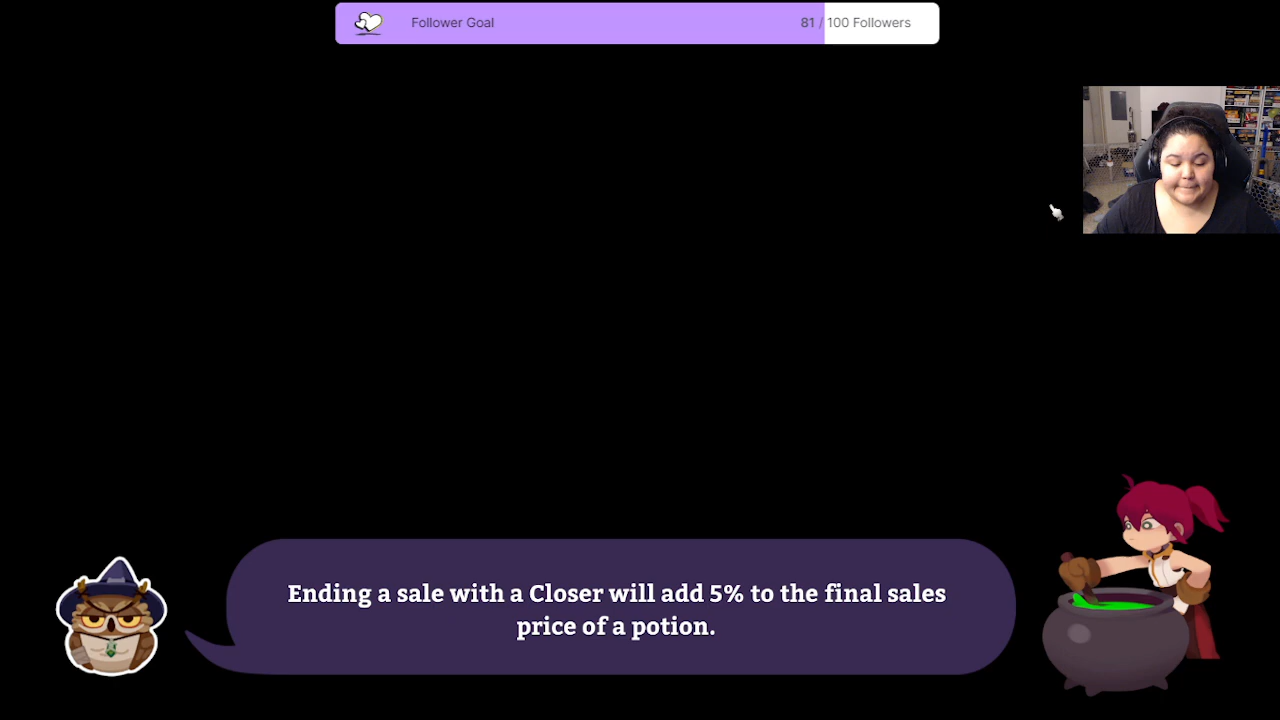 Follower Goal
81 / 100 Followers
Ending a sale with a Closer will add 5% to the final sales
price of a potion.